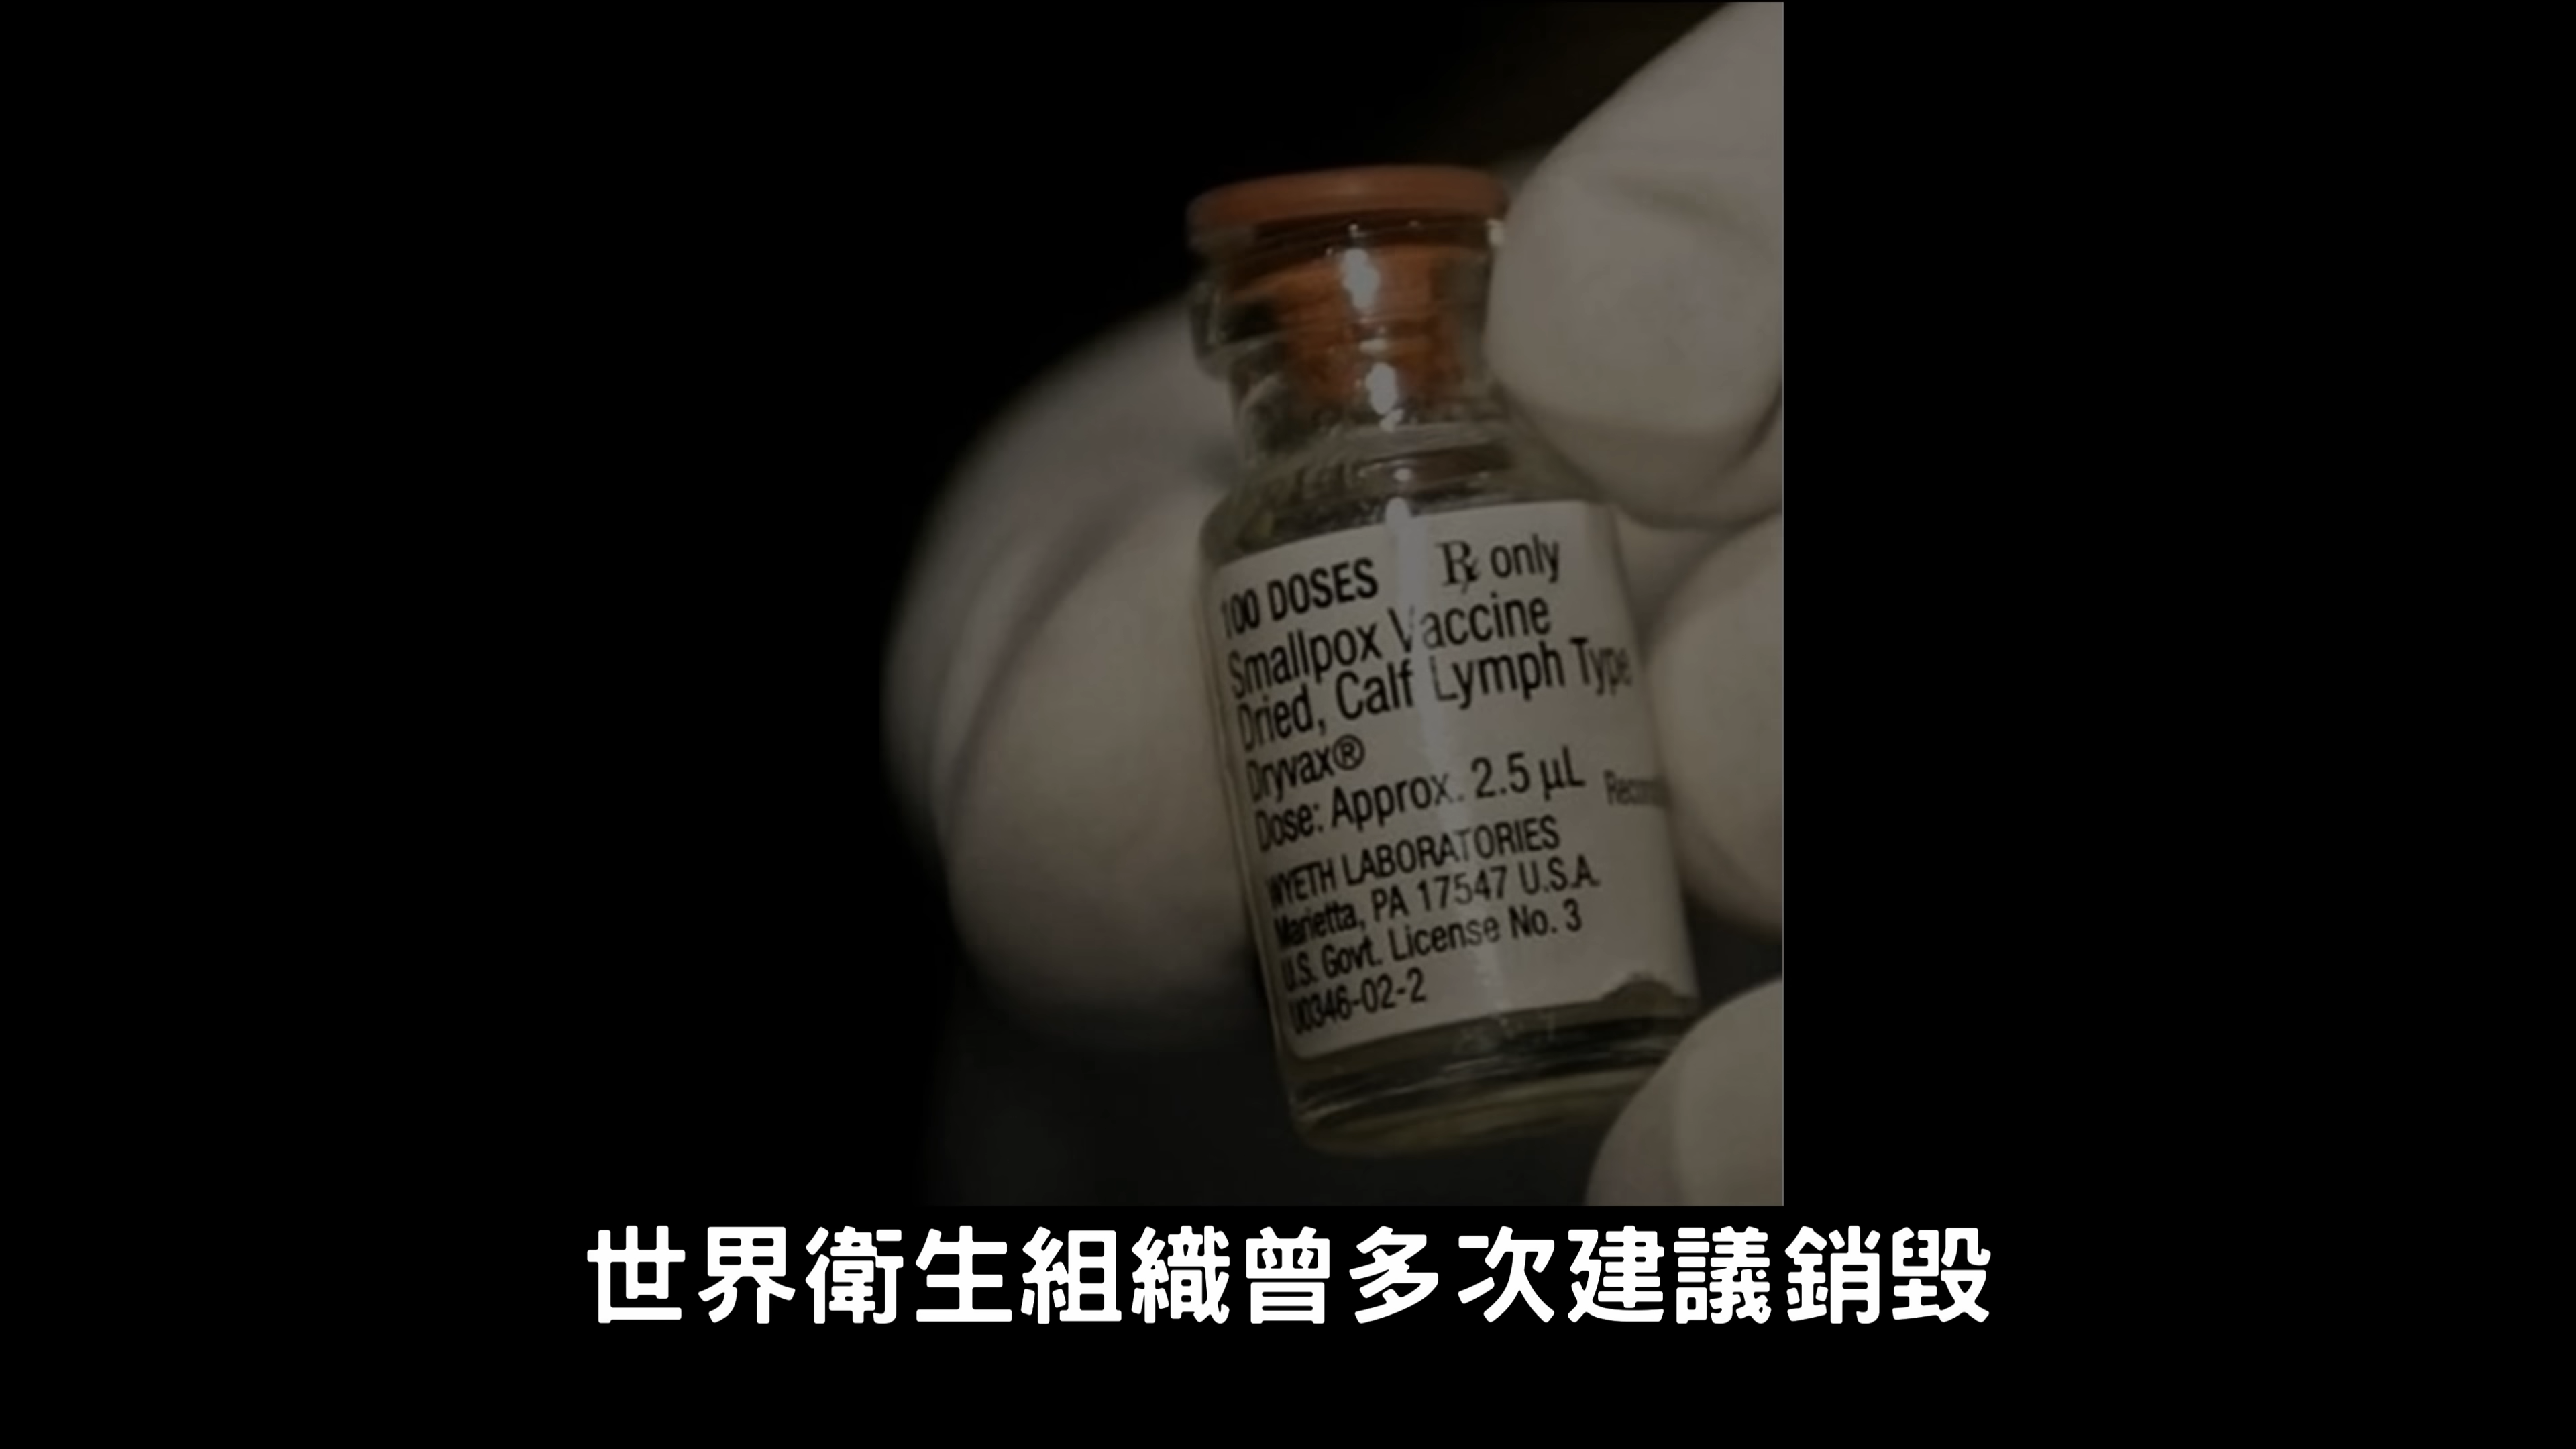 100 DOSES Rx only
Smallpox Vaccine
Dried, Calf Lymph Type
Dryvax®
Dose: Approx. 2.5 µL
WYETH LABORATORIES
Marietta, PA 17547 U.S.A.
U.S. Govt. License No. 3
U0346-02-2
世界衛生組織曾多次建議銷毀